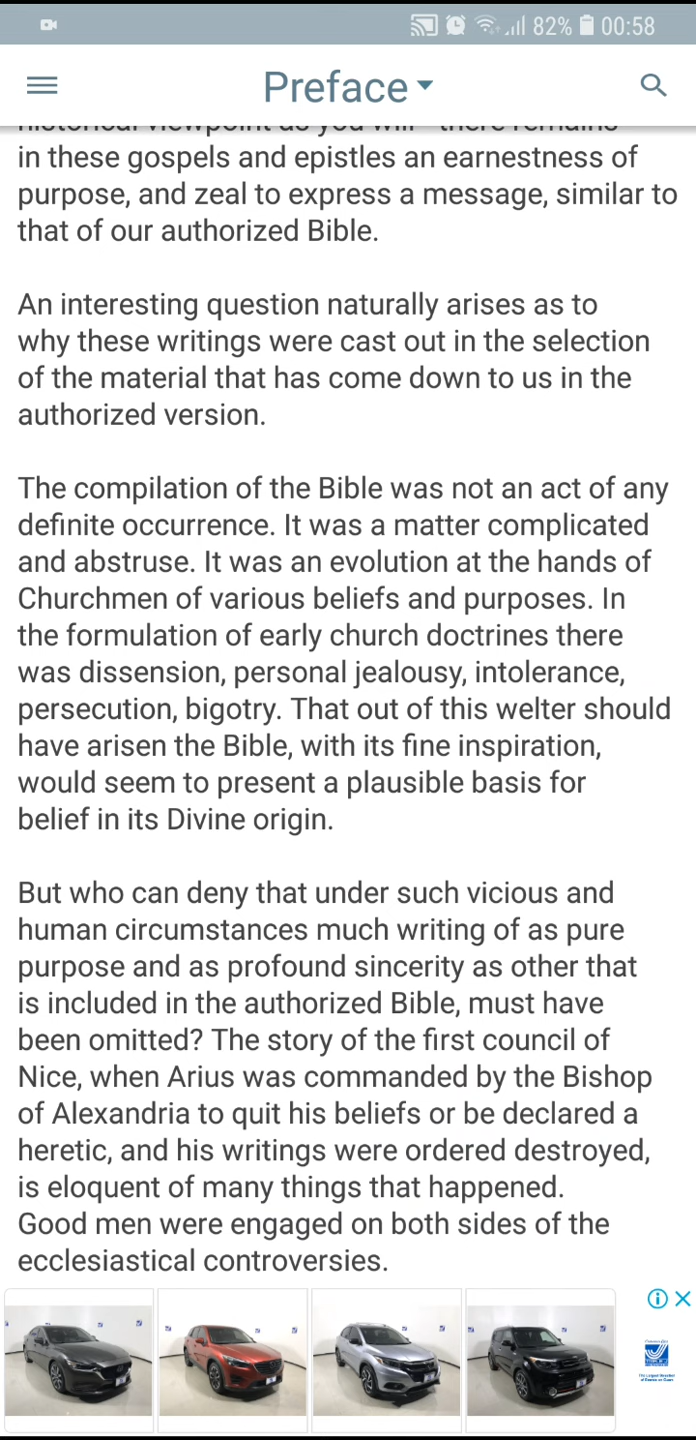 82% 00:58
Preface
historical viewpoint as you will there remains
in these gospels and epistles an earnestness of
purpose, and zeal to express a message, similar to
that of our authorized Bible.
An interesting question naturally arises as to
why these writings were cast out in the selection
of the material that has come down to us in the
authorized version.
The compilation of the Bible was not an act of any
definite occurrence. It was a matter complicated
and abstruse. It was an evolution at the hands of
Churchmen of various beliefs and purposes. In
the formulation of early church doctrines there
was dissension, personal jealousy, intolerance,
persecution, bigotry. That out of this welter should
have arisen the Bible, with its fine inspiration,
would seem to present a plausible basis for
belief in its Divine origin.
But who can deny that under such vicious and
human circumstances much writing of as pure
purpose and as profound sincerity as other that
is included in the authorized Bible, must have
been omitted? The story of the first council of
Nice, when Arius was commanded by the Bishop
of Alexandria to quit his beliefs or be declared a
heretic, and his writings were ordered destroyed,
is eloquent of many things that happened.
Good men were engaged on both sides of the
ecclesiastical controversies.